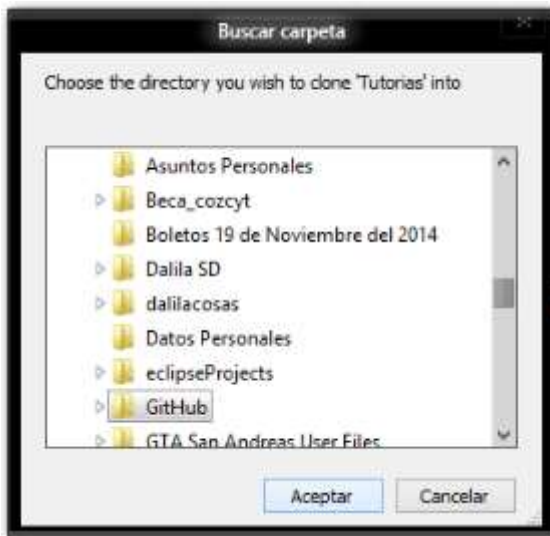 Buscar carpeta
Choose the directory you wish to clone 'Tutorias' into
Asuntos Personales
Beca_cozcyt
Boletos 19 de Noviembre del 2014
Dalila SD
dalilacosas
Datos Personales
eclipseProjects
GitHub
GTA San Andreas User Files
Aceptar
Cancelar